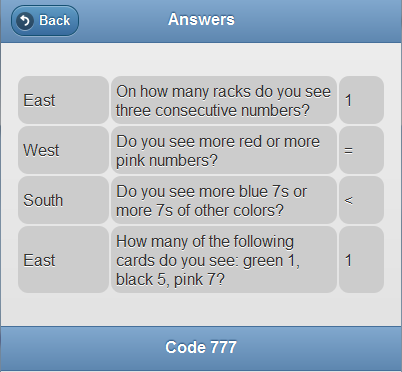 Back
Answers
East
On how many racks do you see
three consecutive numbers?
1
West
Do you see more red or more
pink numbers?
=
South
Do you see more blue 7s or
more 7s of other colors?
<
East
How many of the following
cards do you see: green 1,
black 5, pink 7?
1
Code 777